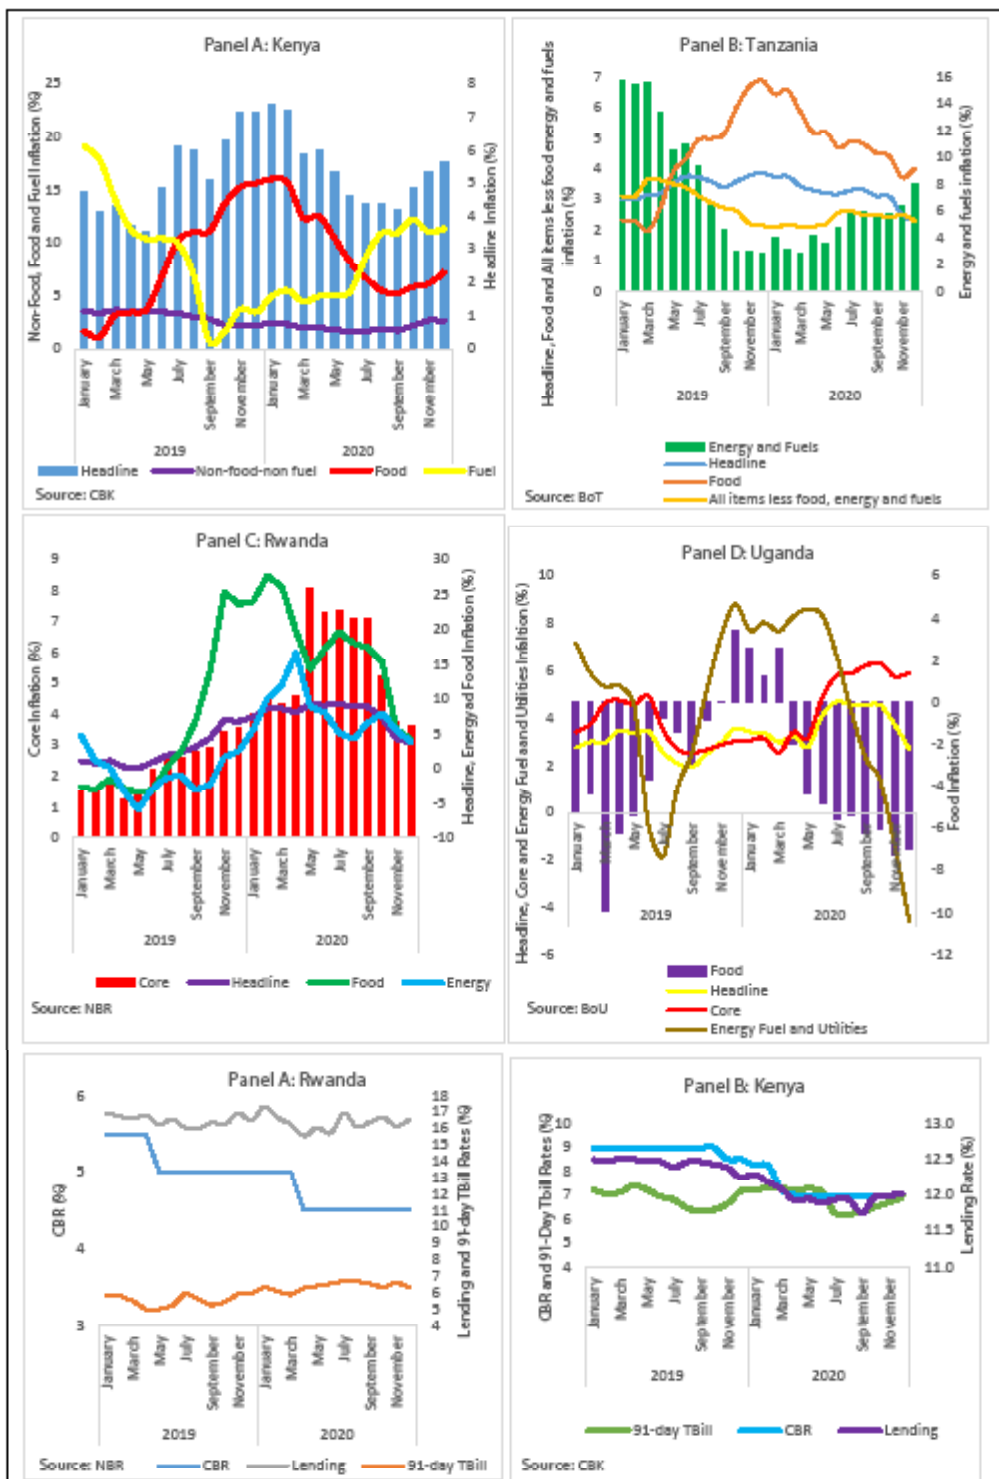 Panel A: Kenya
Non-Food, Food and Fuel Inflation (%)
25
20
15
10
5
0
Headline Inflation (%)
8
7
6
5
4
3
2
1
0
January
March
May
July
September
November
January
March
May
July
September
November
2019
2020
Headline
Non-food-non fuel
Food
Fuel
Source: CBK
Panel B: Tanzania
Headline, Food and All items less food energy and fuels
inflation (%)
7
6
5
4
3
2
1
0
Energy and fuels inflation (%)
16
14
12
10
8
6
4
2
0
January
March
May
July
September
November
January
March
May
July
September
November
2019
2020
Energy and Fuels
Headline
Food
All items less food, energy and fuels
Source: BoT
Panel C: Rwanda
Core Inflation (%)
9
8
7
6
5
4
3
2
1
0
Headline, Energy ad Food Inflation (%)
30
25
20
15
10
5
0
-5
-10
January
March
May
July
September
November
January
March
May
July
September
November
2019
2020
Core
Headline
Food
Energy
Source: NBR
Panel D: Uganda
Headline, Core and Energy Fuel and Utilities Infaltion (%)
10
8
6
4
2
0
-2
-4
-6
Food Inflation (%)
6
4
2
0
-2
-4
-6
-8
-10
-12
January
March
May
July
September
November
January
March
May
July
September
November
2019
2020
Food
Headline
Core
Energy Fuel and Utilities
Source: BoU
Panel A: Rwanda
CBR (%)
6
5
4
3
Lending and 91-day TBill Rates (%)
18
17
16
15
14
13
12
11
10
9
8
7
6
5
4
January
March
May
July
September
November
January
March
May
July
September
November
2019
2020
Source: NBR
CBR
Lending
91-day TBill
Panel B: Kenya
CBR and 91-Day TBill Rates (%)
10
9
8
7
6
5
4
Lending Rate (%)
13.0
12.5
12.0
11.5
11.0
January
March
May
July
September
November
January
March
May
July
September
November
2019
2020
91-day TBill
CBR
Lending
Source: CBK